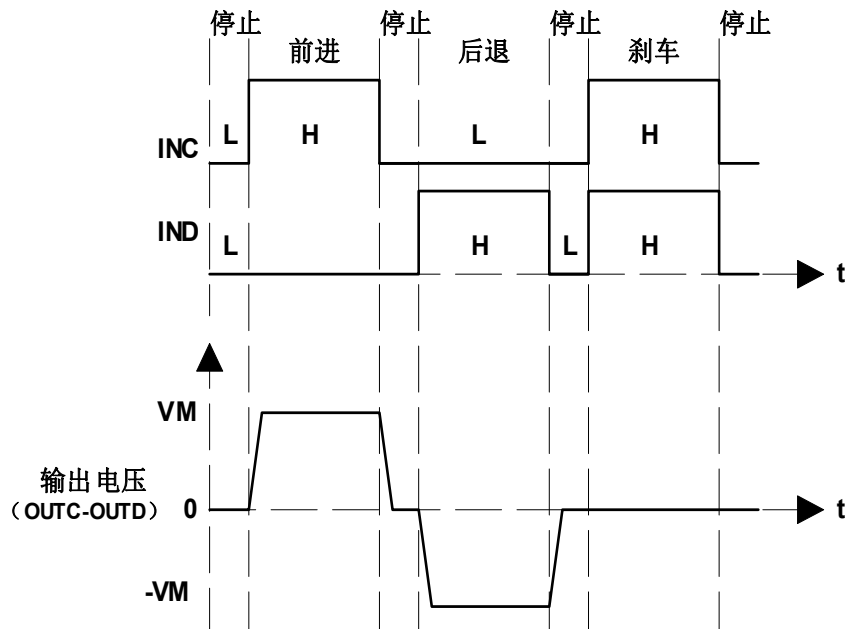 停止 停止 停止 停止
前进 后退 刹车
INC L H L H
IND L H L H
t
VM
输出电压
（OUTC-OUTD） 0 t
-VM